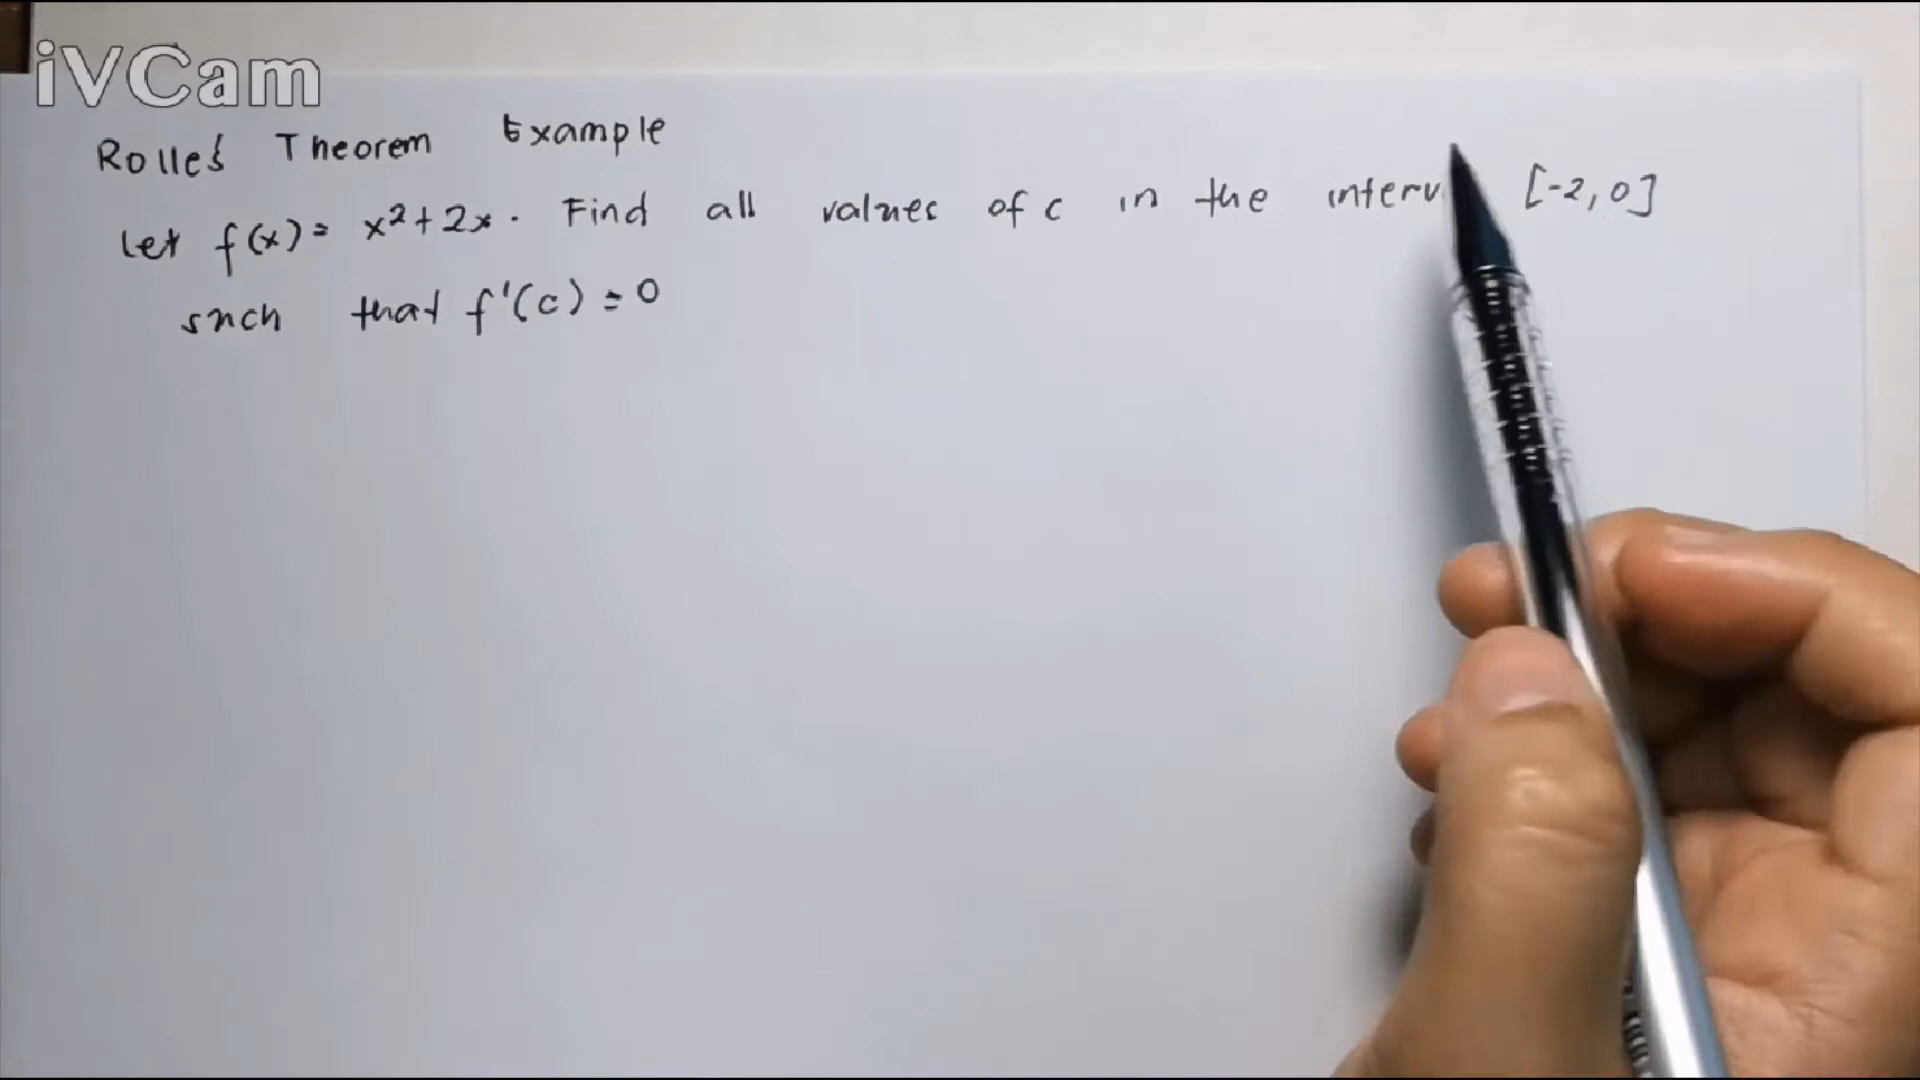 iVCam
Rolle's Theorem Example
let f(x) = x²+2x. Find all values of c in the interv [-2, 0]
such that f'(c) = 0